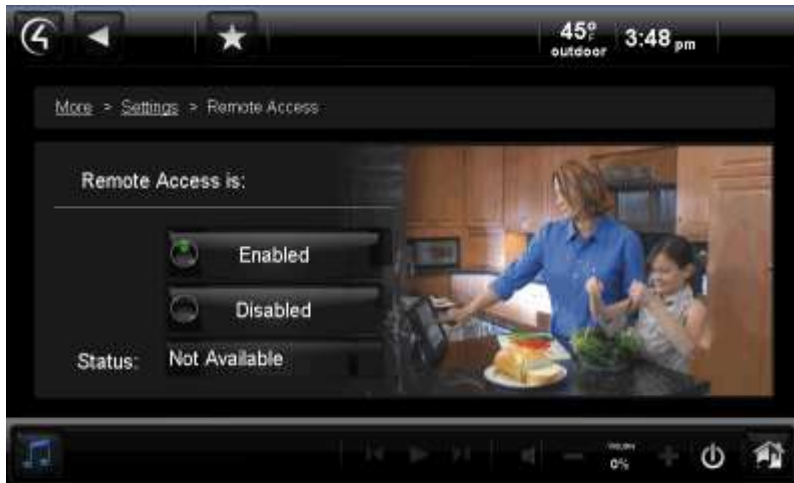 45°F
outdoor
3:48 pm
More > Settings > Remote Access
Remote Access is:
Enabled
Disabled
Status: Not Available
0%